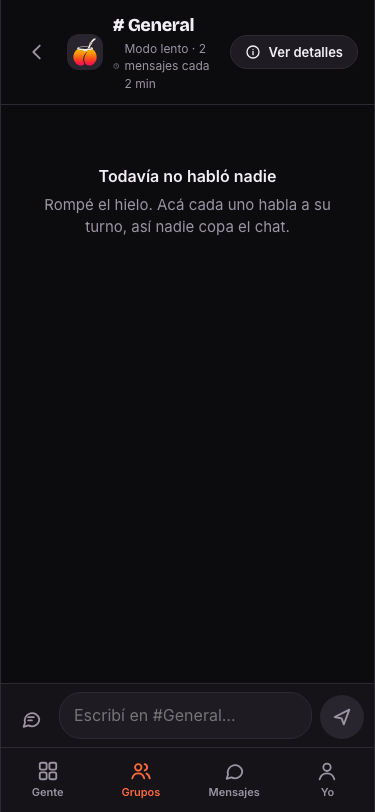 # General
Modo lento · 2
mensajes cada
2 min
Ver detalles
Todavía no habló nadie
Rompé el hielo. Acá cada uno habla a su
turno, así nadie copa el chat.
Escribí en #General...
Gente
Grupos
Mensajes
Yo